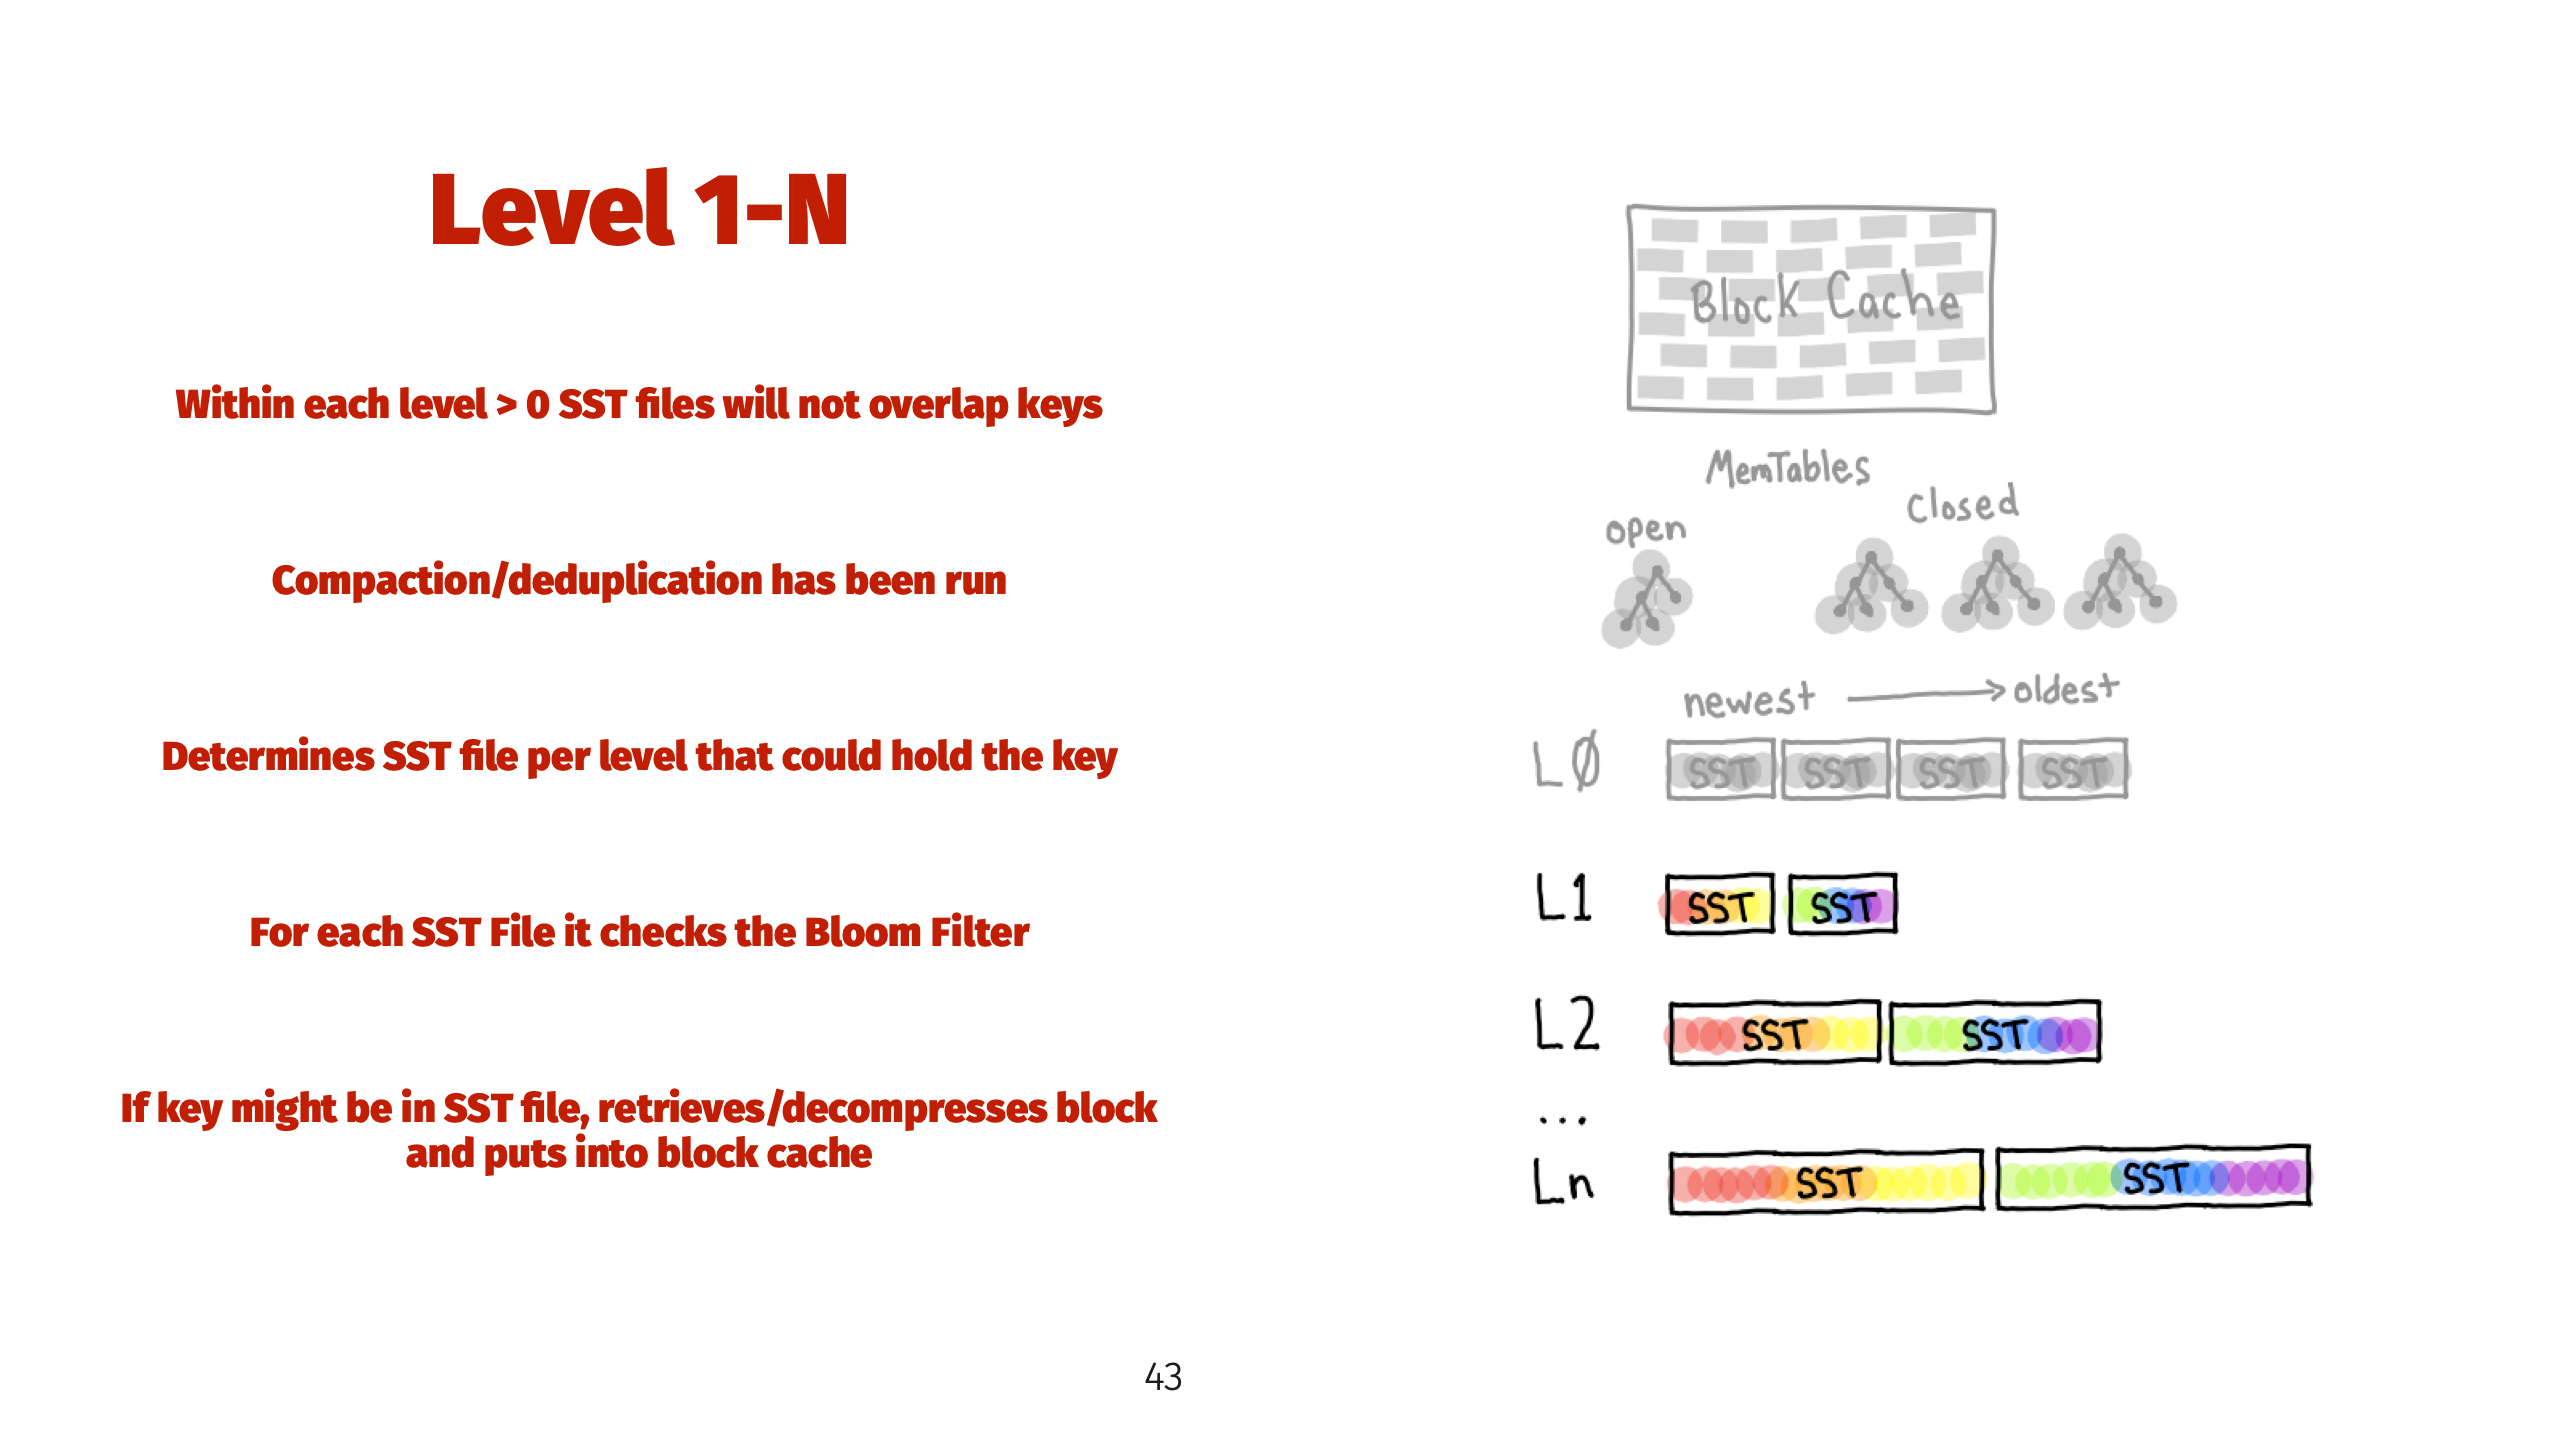 Level 1-N
Within each level > 0 SST files will not overlap keys
Compaction/deduplication has been run
Determines SST file per level that could hold the key
For each SST File it checks the Bloom Filter
If key might be in SST file, retrieves/decompresses block
and puts into block cache
Block Cache
MemTables
open
Closed
newest → oldest
LØ SST SST SST SST
L1 SST SST
L2 SST SST
...
Ln SST SST
43